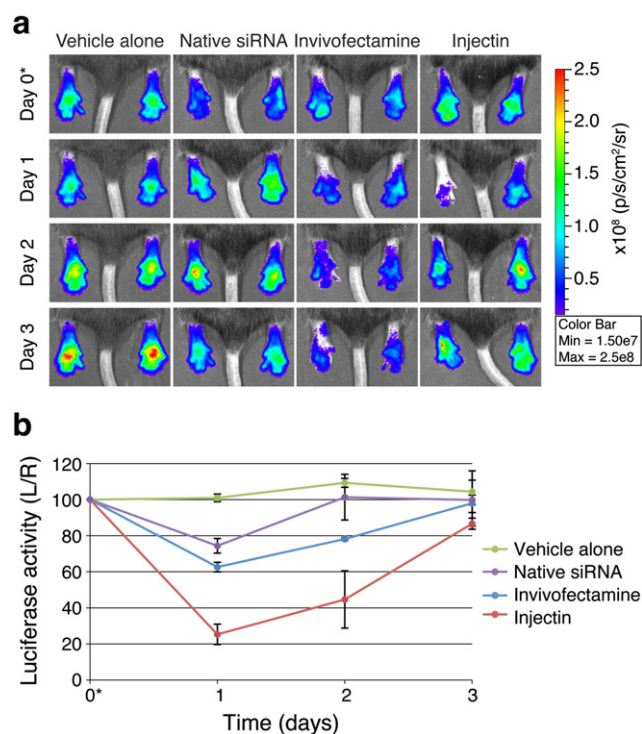 a
Vehicle alone Native siRNA Invivofectamine Injectin
Day 0*
Day 1
Day 2
Day 3
2.5
2.0
1.5
1.0
0.5
x10⁸ (p/s/cm²/sr)
Color Bar
Min = 1.50e7
Max = 2.5e8
b
Luciferase activity (L/R)
120
100
80
60
40
20
0
0* 1 2 3
Time (days)
Vehicle alone
Native siRNA
Invivofectamine
Injectin